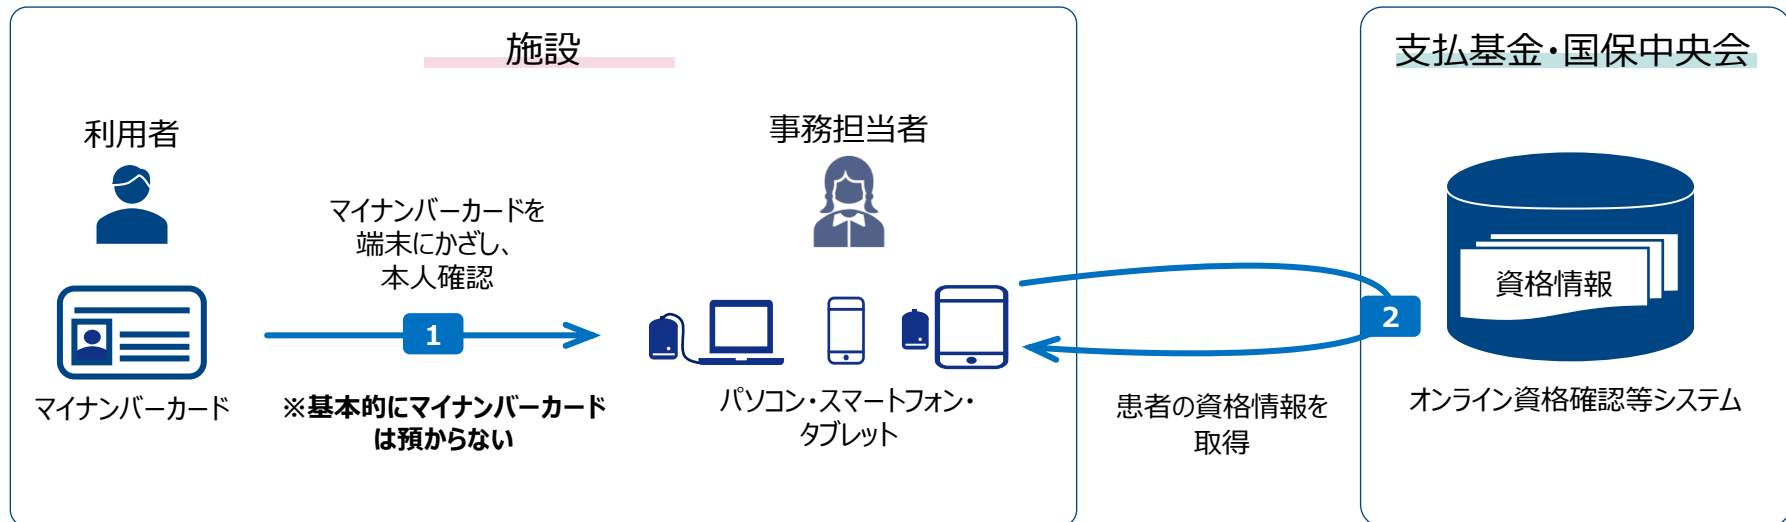 施設
支払基金・国保中央会
利用者
事務担当者
マイナンバーカードを
端末にかざし、
本人確認
1
2
資格情報
マイナンバーカード
※基本的にマイナンバーカード
は預からない
パソコン・スマートフォン・
タブレット
患者の資格情報を
取得
オンライン資格確認等システム